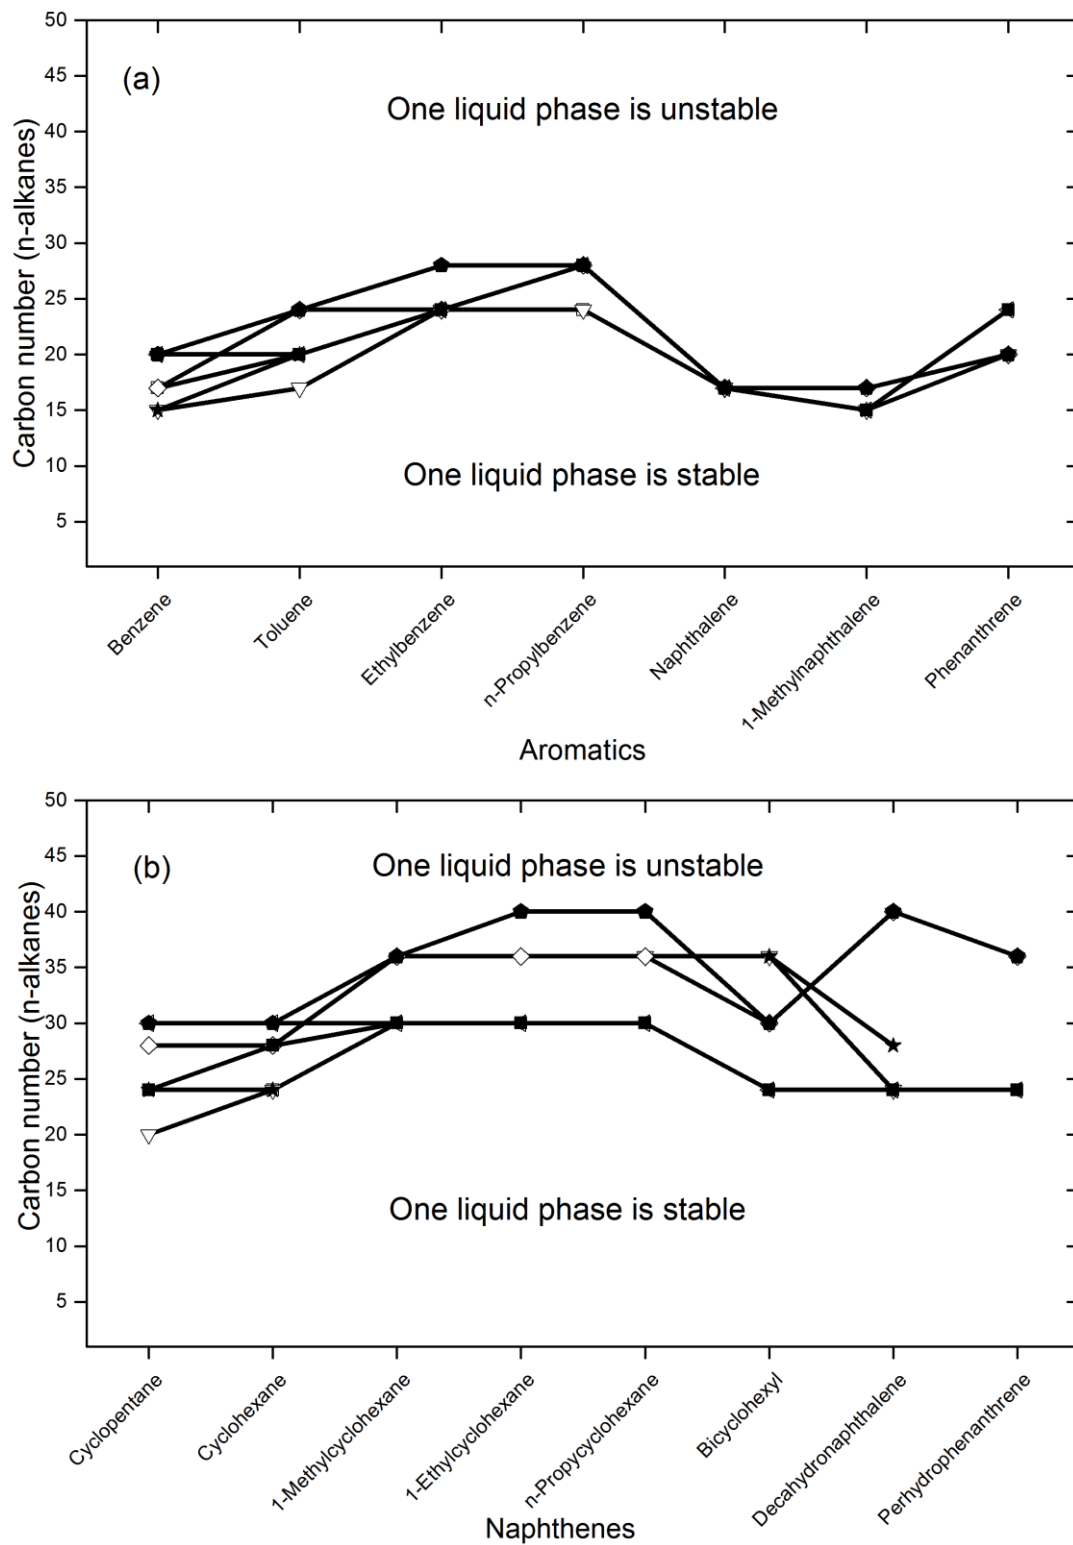 50
45
40
35
30
25
20
15
10
5
Carbon number (n-alkanes)
(a)
One liquid phase is unstable
One liquid phase is stable
Benzene
Toluene
Ethylbenzene
n-Propylbenzene
Naphthalene
1-Methylnaphthalene
Phenanthrene
Aromatics
50
45
40
35
30
25
20
15
10
5
Carbon number (n-alkanes)
(b)
One liquid phase is unstable
One liquid phase is stable
Cyclopentane
Cyclohexane
1-Methylcyclohexane
1-Ethylcyclohexane
n-Propycyclohexane
Bicyclohexyl
Decahydronaphthalene
Perhydrophenanthrene
Naphthenes